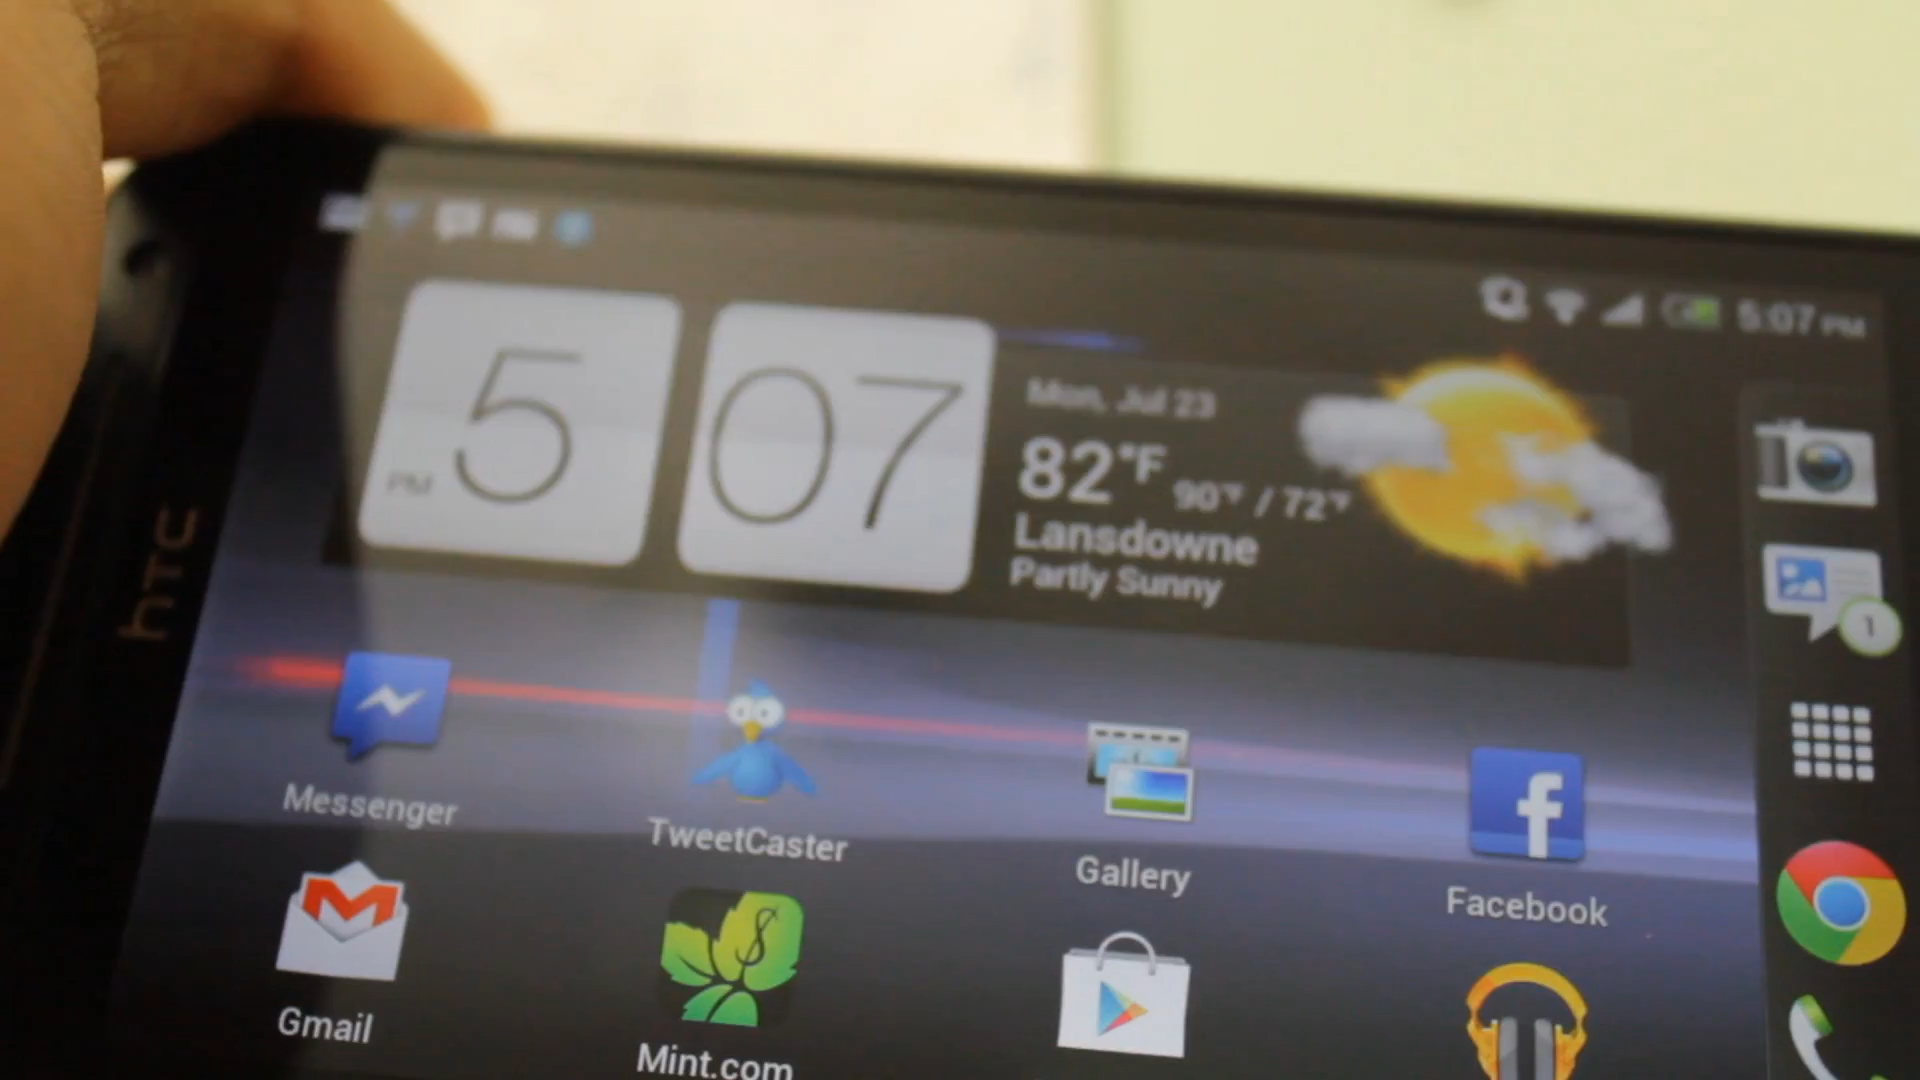 5:07 PM
PM 5 07
Mon, Jul 23
82°F
90° / 72°
Lansdowne
Partly Sunny
hTC
1
Messenger
TweetCaster
Gallery
Facebook
Gmail
Mint.com